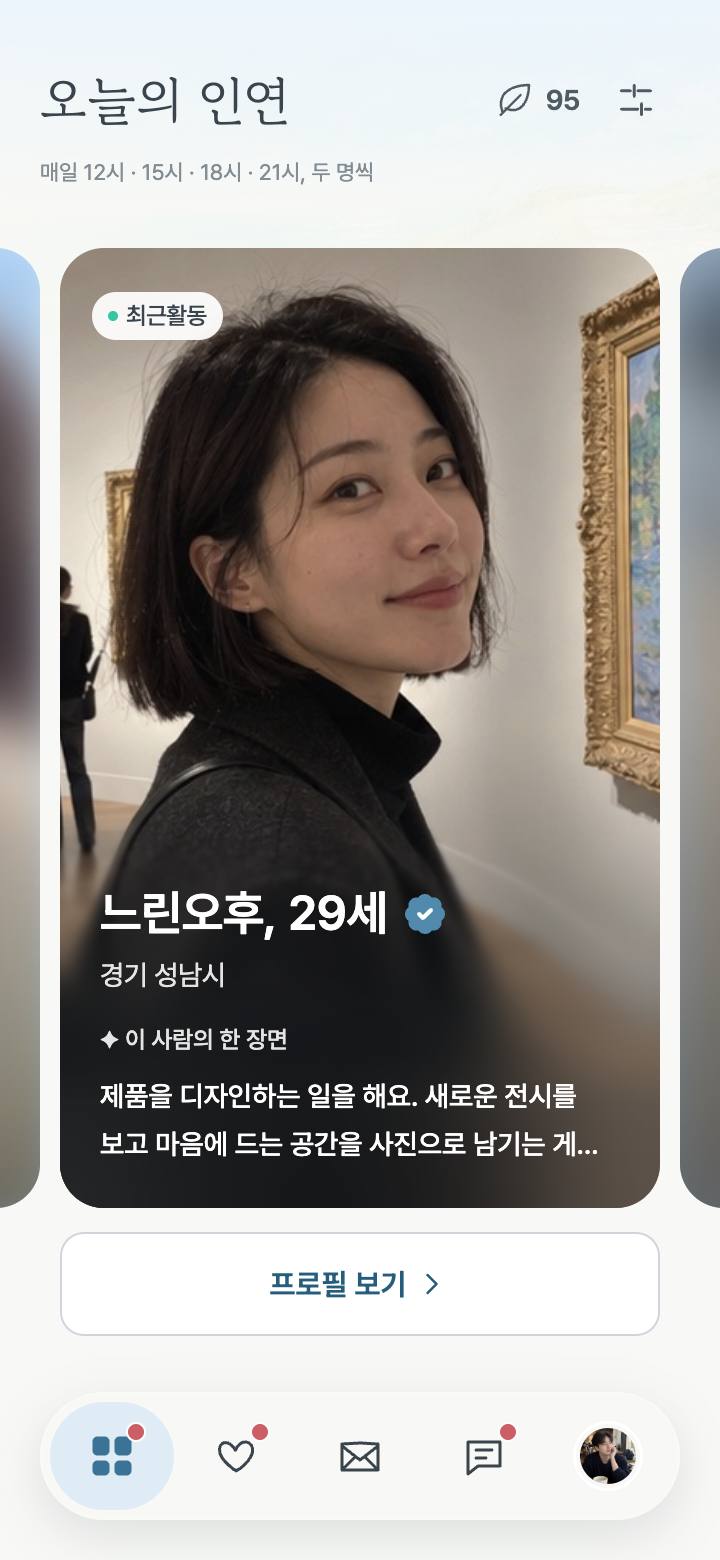 오늘의 인연
95
매일 12시 · 15시 · 18시 · 21시, 두 명씩
최근활동
느린오후, 29세
경기 성남시
✦ 이 사람의 한 장면
제품을 디자인하는 일을 해요. 새로운 전시를
보고 마음에 드는 공간을 사진으로 남기는 게...
프로필 보기